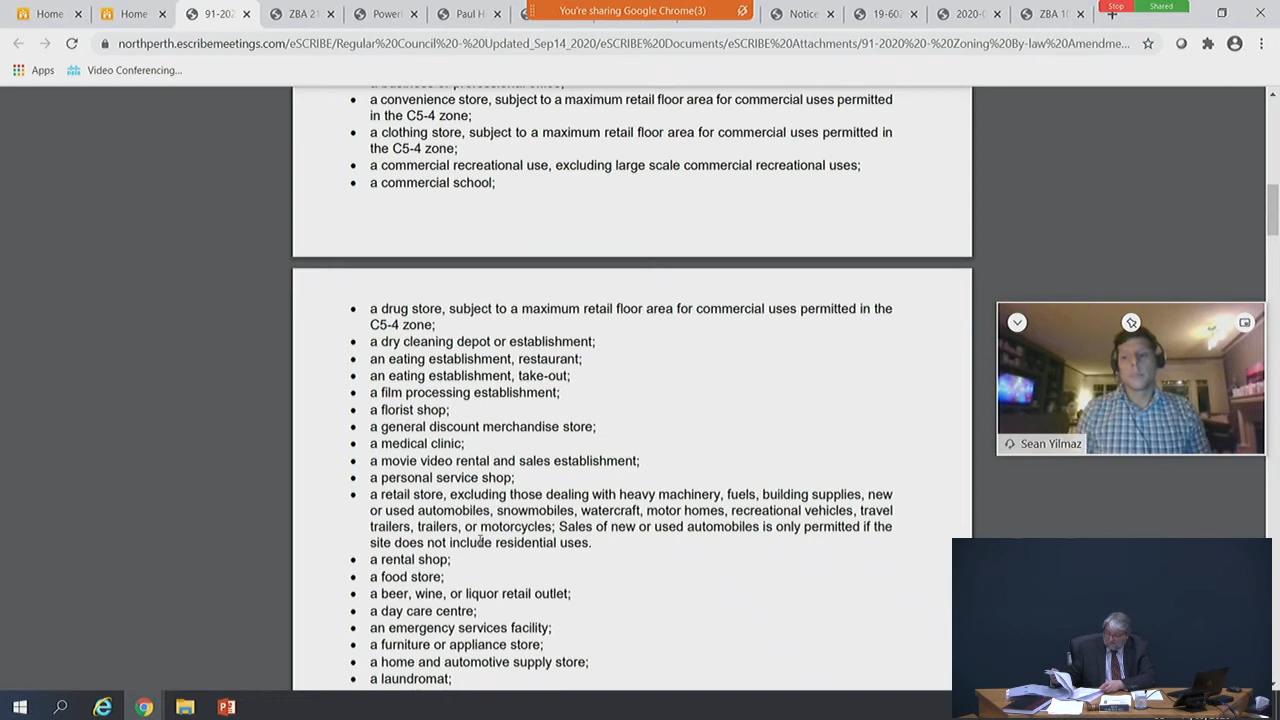 Home
91-202
ZBA 21
Powerl
Paul H
You're sharing Google Chrome(3)
Stop
Shared
Notice
19-602
2020-0
ZBA 10
northperth.escribemeetings.com/eSCRIBE/Regular%20Council%20-%20Updated_Sep14_2020/eSCRIBE%20Documents/eSCRIBE%20Attachments/91-2020%20-%20Zoning%20By-law%20Amendme...
Apps
Video Conferencing...
• a convenience store, subject to a maximum retail floor area for commercial uses permitted
in the C5-4 zone;
• a clothing store, subject to a maximum retail floor area for commercial uses permitted in
the C5-4 zone;
• a commercial recreational use, excluding large scale commercial recreational uses;
• a commercial school;
• a drug store, subject to a maximum retail floor area for commercial uses permitted in the
C5-4 zone;
• a dry cleaning depot or establishment;
• an eating establishment, restaurant;
• an eating establishment, take-out;
• a film processing establishment;
• a florist shop;
• a general discount merchandise store;
• a medical clinic;
• a movie video rental and sales establishment;
• a personal service shop;
• a retail store, excluding those dealing with heavy machinery, fuels, building supplies, new
or used automobiles, snowmobiles, watercraft, motor homes, recreational vehicles, travel
trailers, trailers, or motorcycles; Sales of new or used automobiles is only permitted if the
site does not include residential uses.
• a rental shop;
• a food store;
• a beer, wine, or liquor retail outlet;
• a day care centre;
• an emergency services facility;
• a furniture or appliance store;
• a home and automotive supply store;
• a laundromat;
Sean Yilmaz